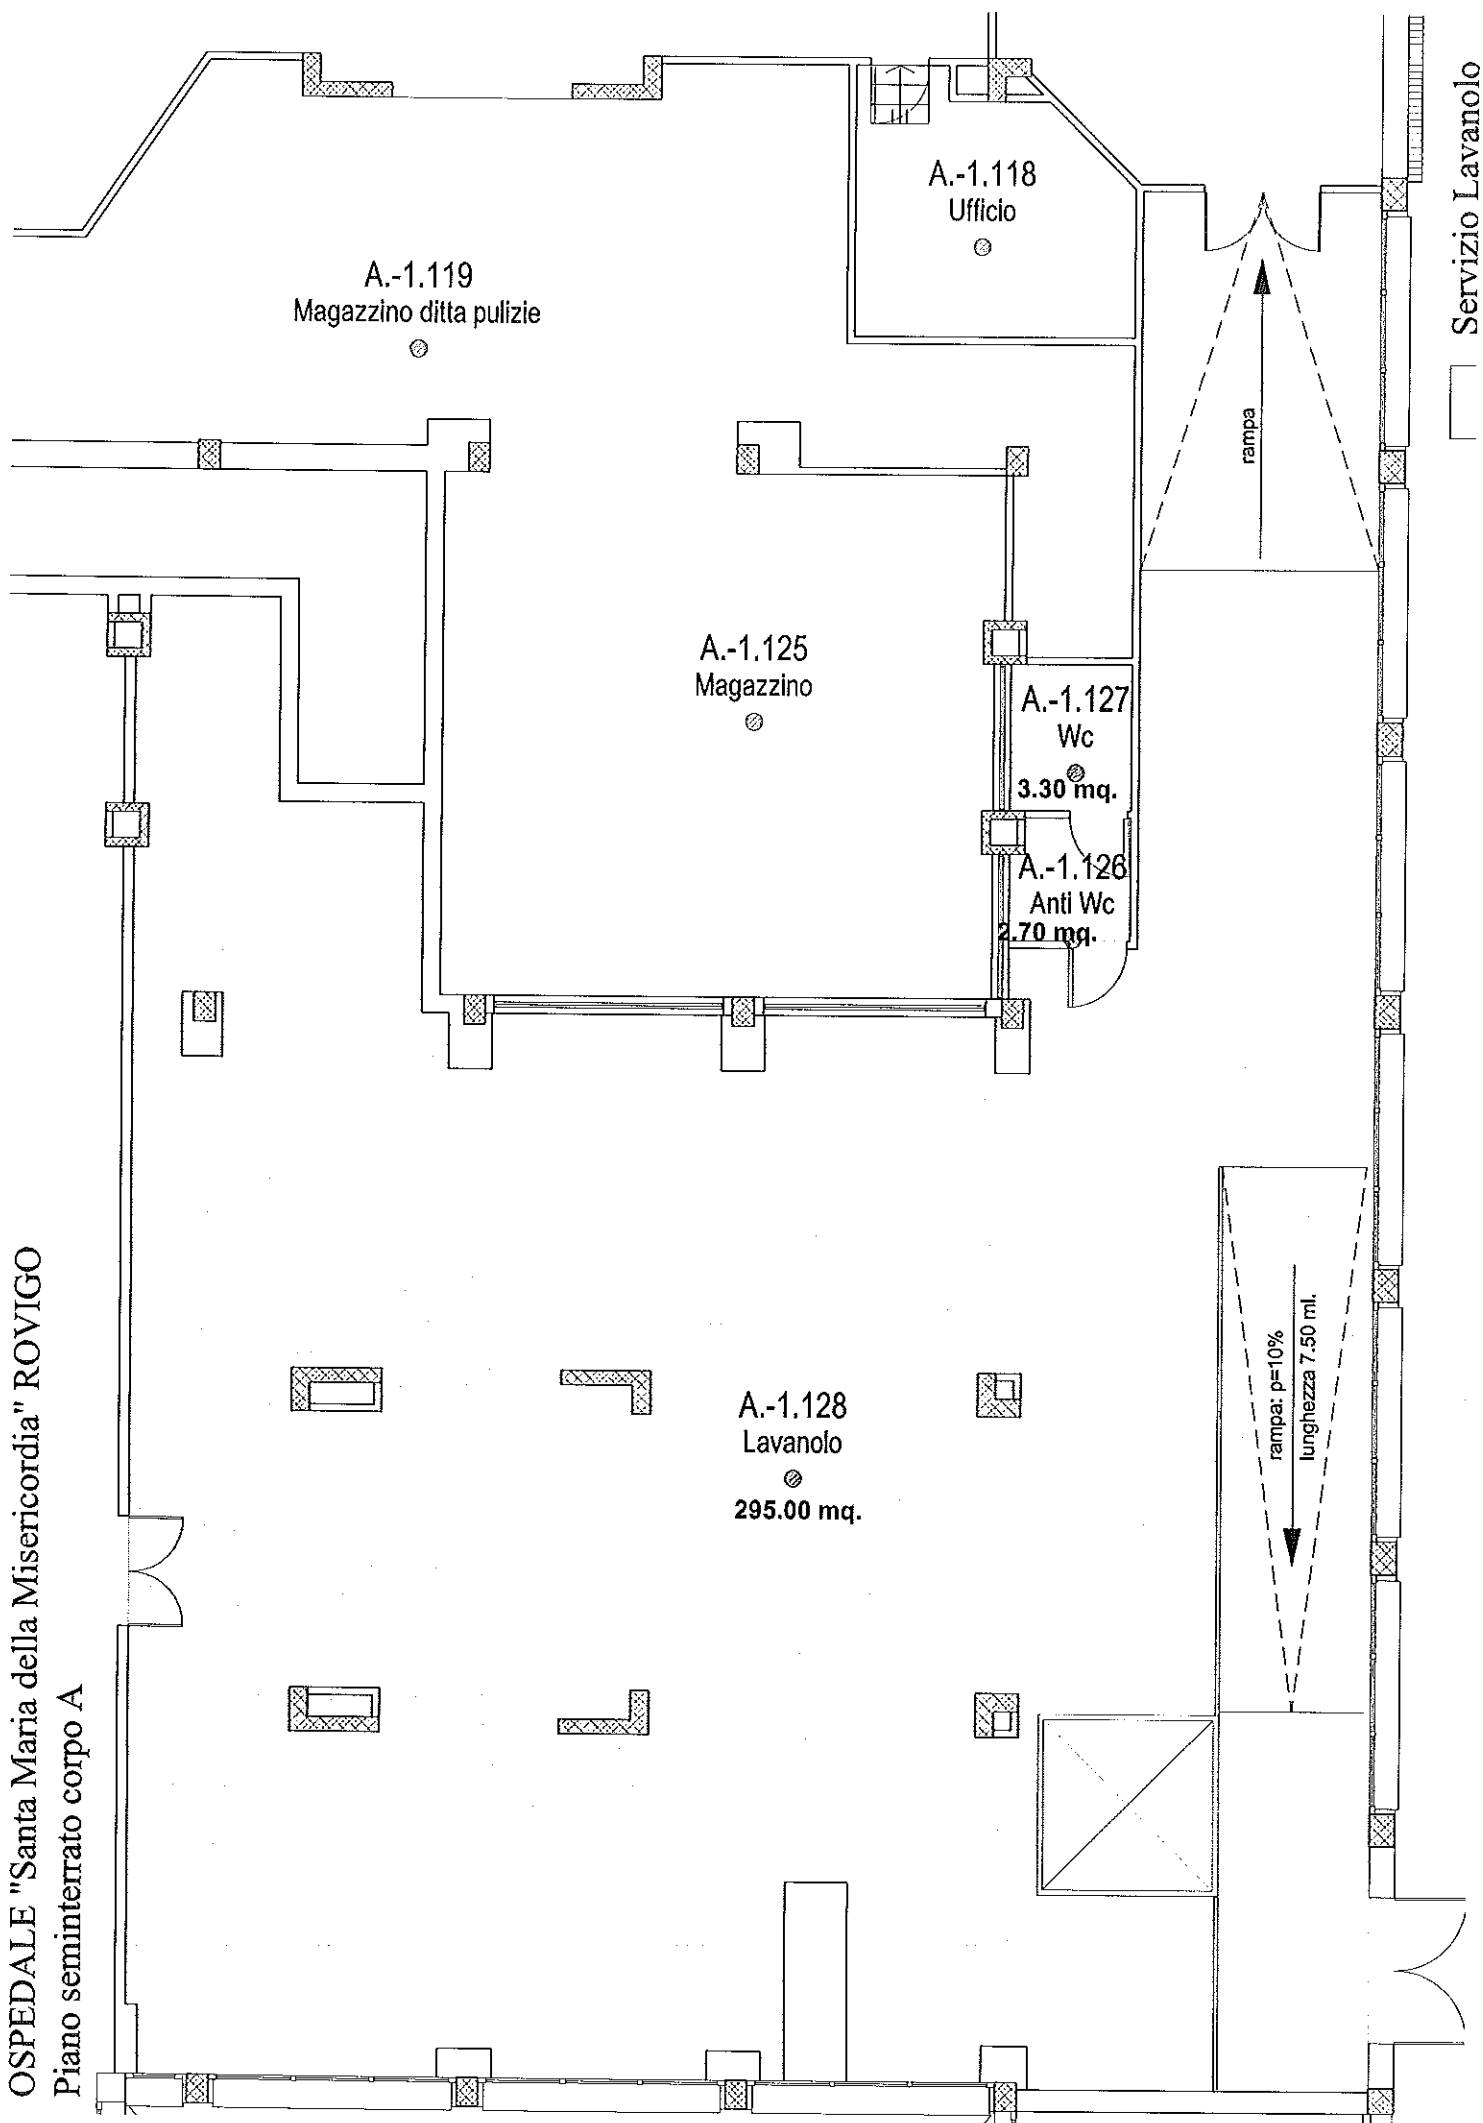 OSPEDALE "Santa Maria della Misericordia" ROVIGO
Piano seminterrato corpo A
A.-1.118
Ufficio
A.-1.119
Magazzino ditta pulizie
rampa
A.-1.125
Magazzino
A.-1.127
Wc
3.30 mq.
A.-1.126
Anti Wc
2.70 mq.
A.-1.128
Lavanolo
295.00 mq.
rampa: p=10%
lunghezza 7.50 ml.
Servizio Lavanolo